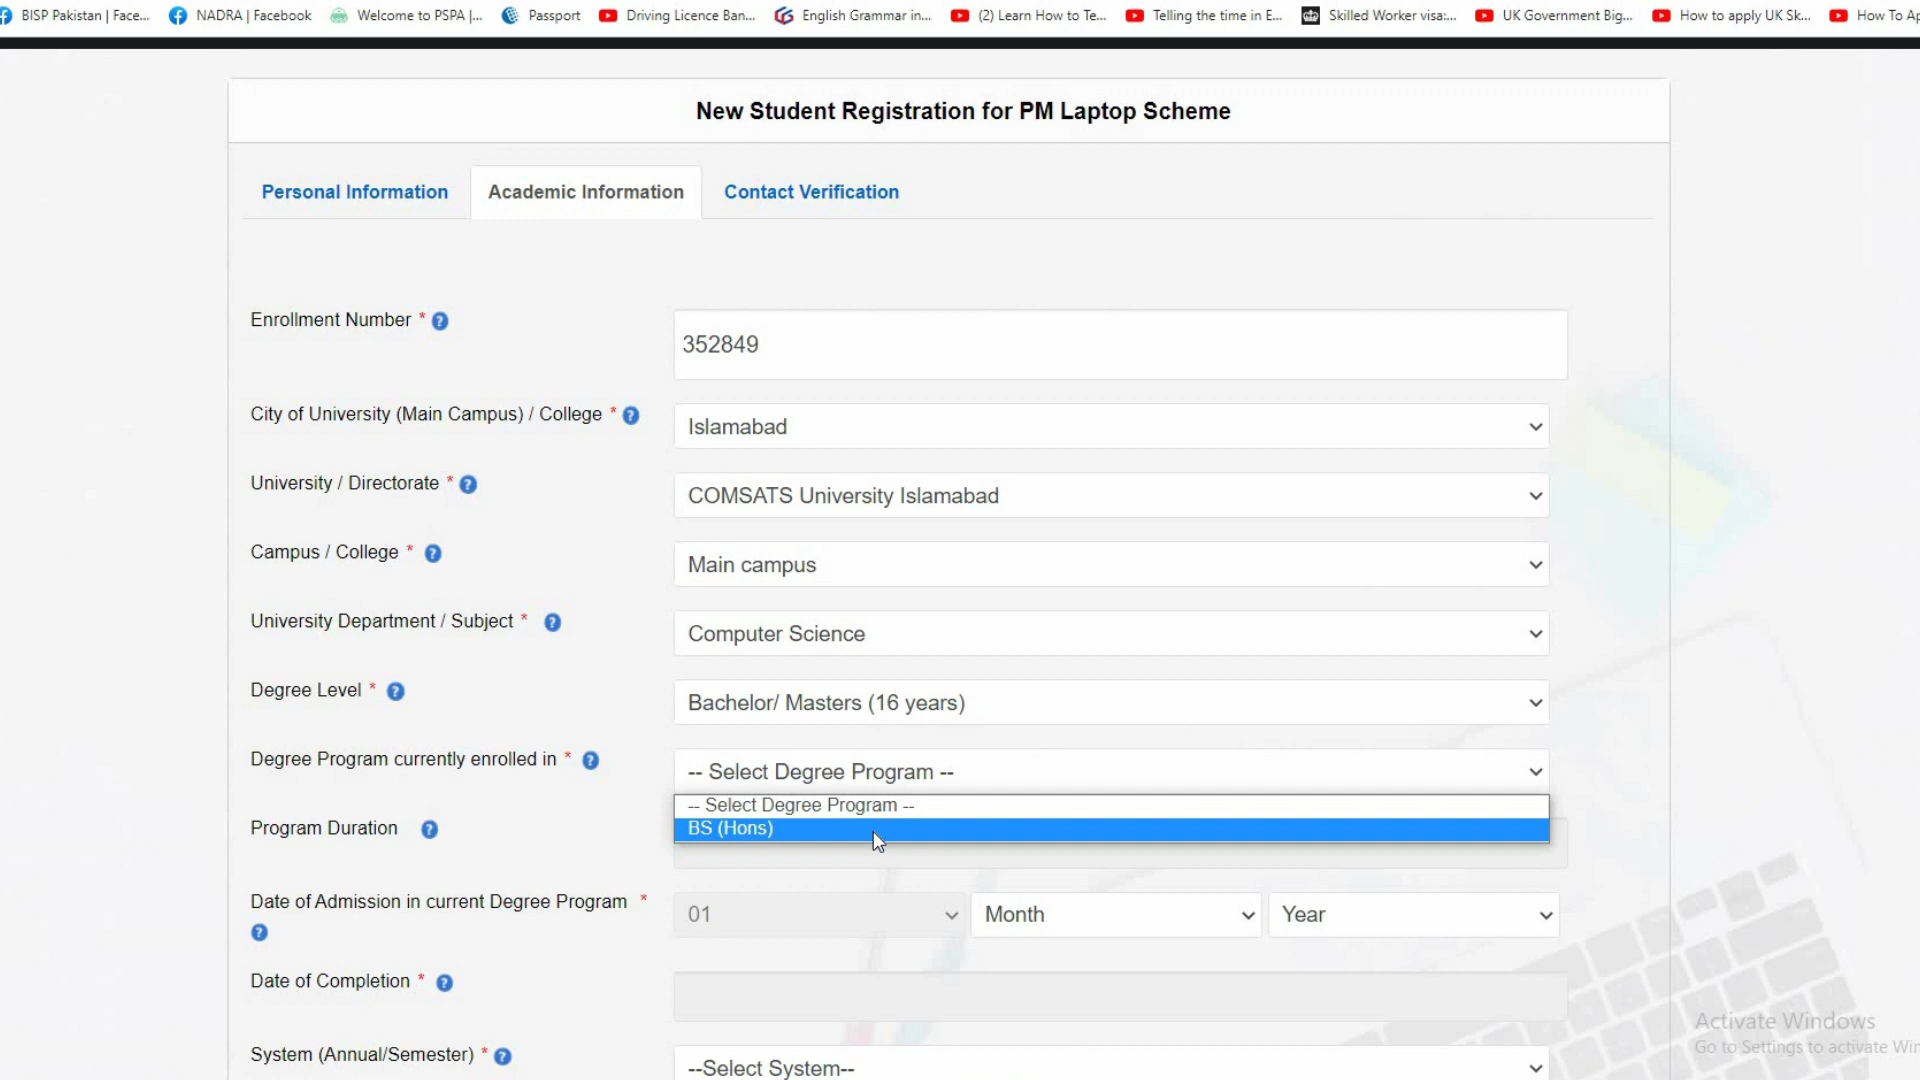 BISP Pakistan | Face... NADRA | Facebook Welcome to PSPA |... Passport Driving Licence Ban... English Grammar in... (2) Learn How to Te... Telling the time in E... Skilled Worker visa:... UK Government Big... How to apply UK Sk... How To Ap
New Student Registration for PM Laptop Scheme
Personal Information Academic Information Contact Verification
Enrollment Number * ?
352849
City of University (Main Campus) / College * ?
Islamabad
University / Directorate * ?
COMSATS University Islamabad
Campus / College * ?
Main campus
University Department / Subject * ?
Computer Science
Degree Level * ?
Bachelor/ Masters (16 years)
Degree Program currently enrolled in * ?
-- Select Degree Program --
-- Select Degree Program --
BS (Hons)
Program Duration ?
Date of Admission in current Degree Program * ?
01 Month Year
Date of Completion * ?
System (Annual/Semester) * ?
--Select System--
Activate Windows
Go to Settings to activate Win